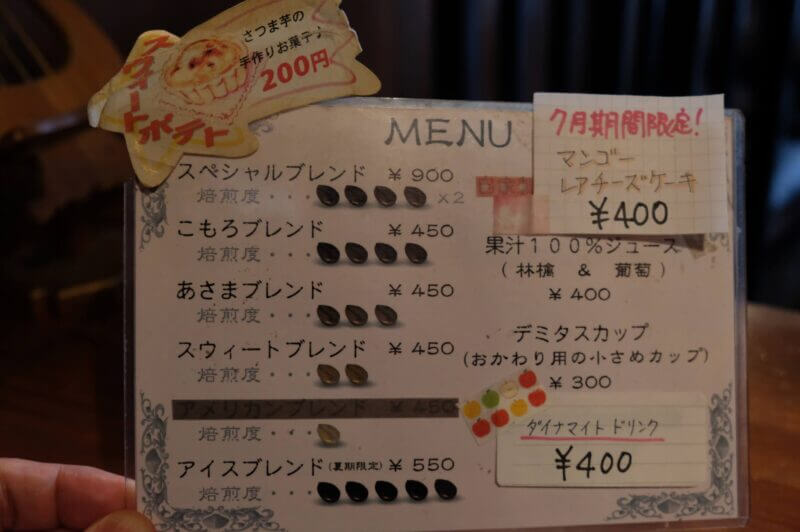 さつま芋の
手作りお菓子♪
200円
スウィートポテト
MENU
スペシャルブレンド ¥900
焙煎度・・・ x2
こもろブレンド ¥450
焙煎度・・・
あさまブレンド ¥450
焙煎度・・・
スウィートブレンド ¥450
焙煎度・・・
アメリカンブレンド ¥450
焙煎度・・・
アイスブレンド(夏期限定) ¥550
焙煎度・・・
7月期間限定!
マンゴー
レアチーズケーキ
¥400
果汁100%ジュース
(林檎 & 葡萄)
¥400
デミタスカップ
(おかわり用の小さめカップ)
¥300
ダイナマイトドリンク
¥400